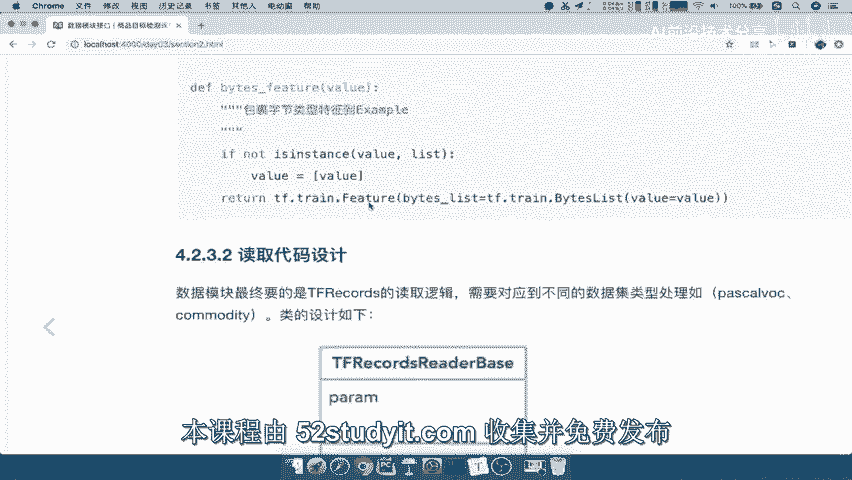 Chrome 文件 修改 视图 历史记录 书签 其他人 电动窗 帮助
100%
数据模块接口
localhost:4000/day03/section2.html
def bytes_feature(value):
"""包裹字节类型特征到Example
"""
if not isinstance(value, list):
value = [value]
return tf.train.Feature(bytes_list=tf.train.BytesList(value=value))
4.2.3.2 读取代码设计
数据模块最终要的是TFRecords的读取逻辑，需要对应到不同的数据集类型处理如（pascalvoc、
commodity）。类的设计如下：
TFRecordsReaderBase
param
本课程由 52studyit.com 收集并免费发布